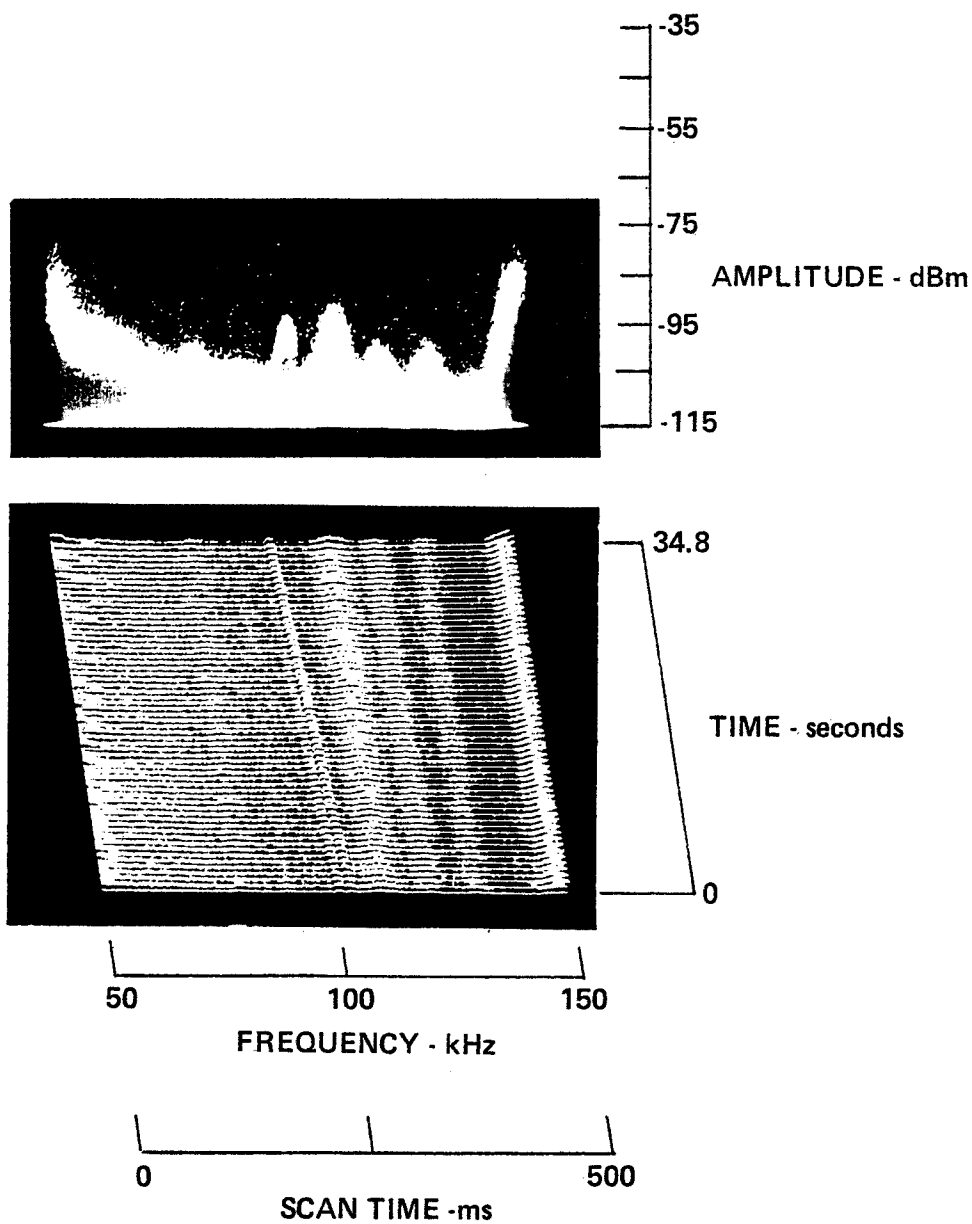 -35
-55
-75
AMPLITUDE - dBm
-95
-115
34.8
TIME - seconds
0
50 100 150
FREQUENCY - kHz
0 500
SCAN TIME -ms